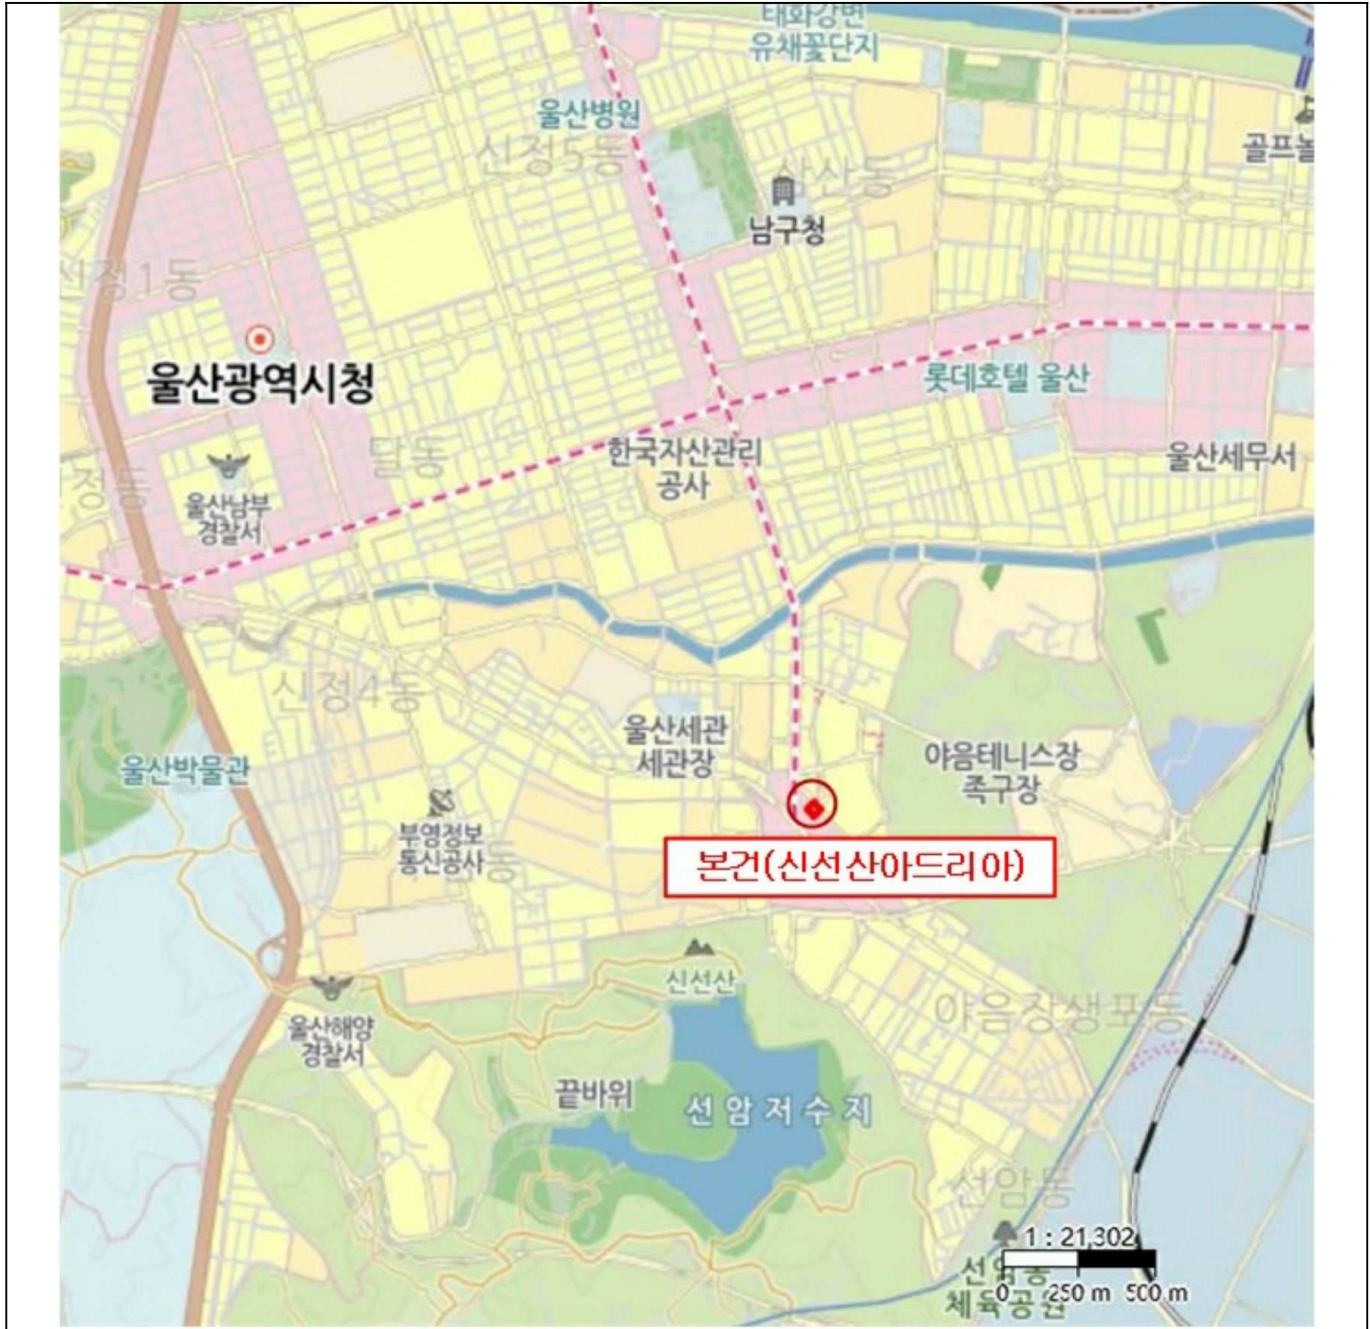 태화강변
유채꽃단지
울산병원
신정5동
삼산동
남구청
신정1동
울산광역시청
롯데호텔 울산
달동
한국자산관리
공사
울산세무서
울산남부
경찰서
신정4동
울산세관
세관장
울산박물관
야음테니스장
족구장
부영정보
통신공사
동
본건(신선산아드리아)
신선산
야음장생포동
울산해양
경찰서
끝바위
선암저수지
선암동
1 : 21,302
0 250 m 500 m
선암동
체육공원